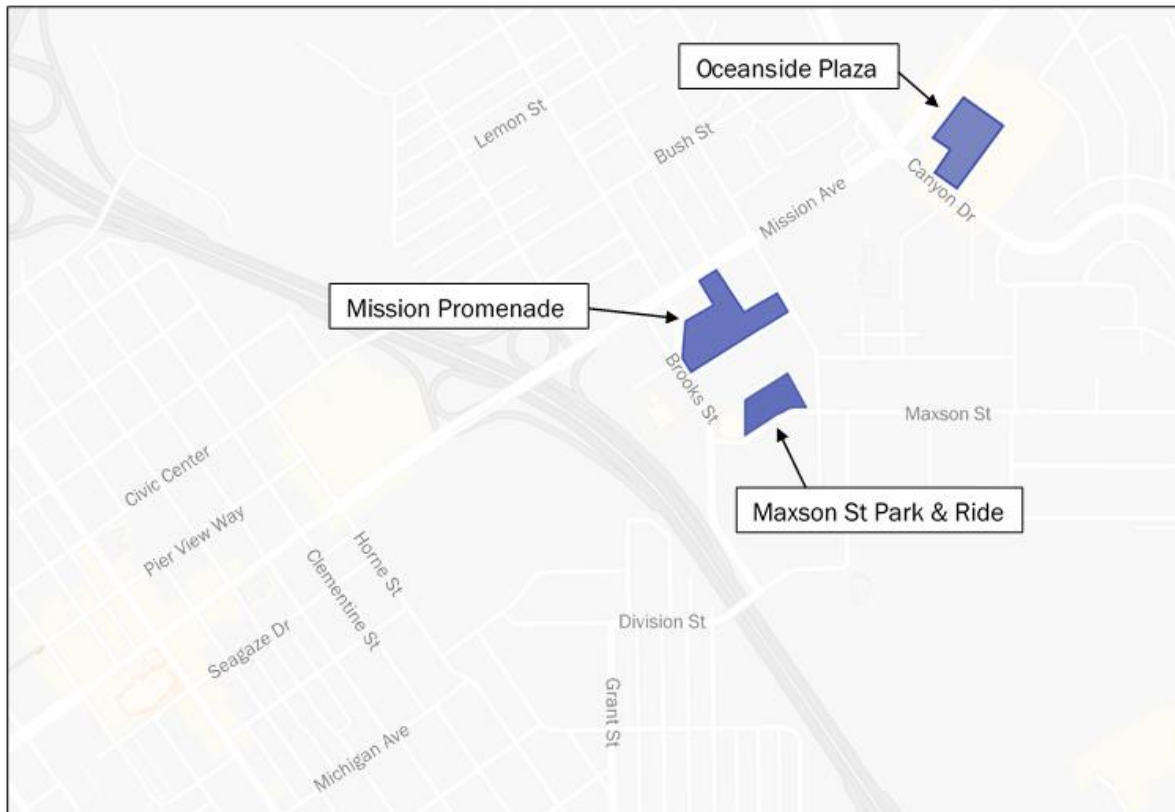 Oceanside Plaza
Lemon St
Bush St
Mission Ave
Canyon Dr
Mission Promenade
Brooks St
Maxson St
Maxson St Park & Ride
Civic Center
Pier View Way
Horne St
Clementine St
Seagaze Dr
Division St
Grant St
Michigan Ave